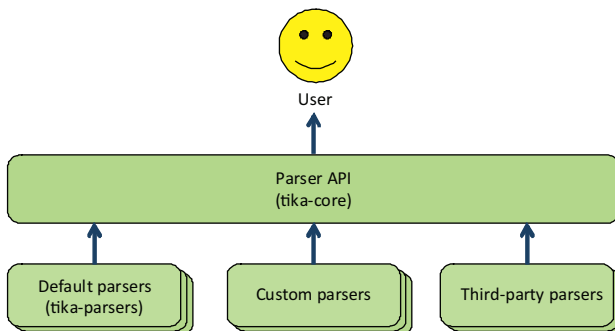 User
Parser API
(tika-core)
Default parsers
(tika-parsers)
Custom parsers
Third-party parsers